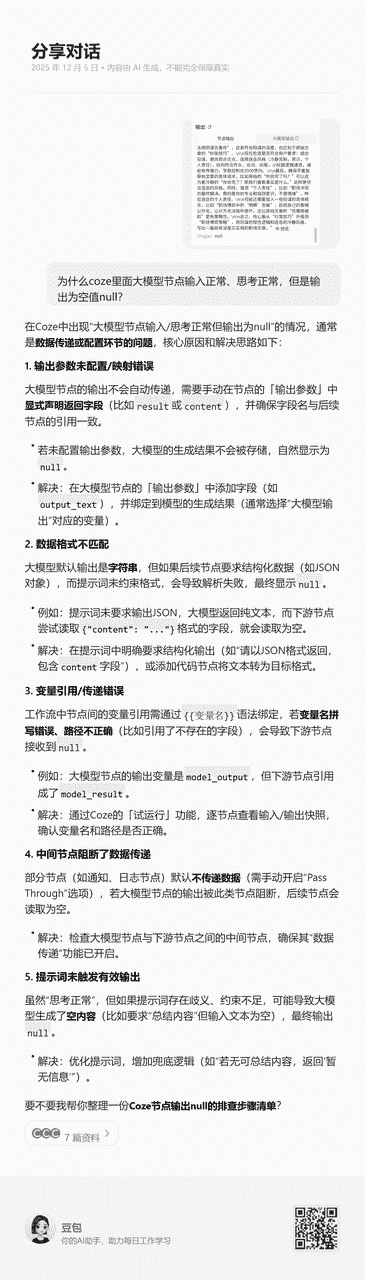 分享对话
2025 年 12 月 5 日 • 内容由 AI 生成，不能完全保障真实
输出
节点输出
大模型输出
null
为什么coze里面大模型节点输入正常、思考正常，但是输
出为空值null？
在Coze中出现“大模型节点输入/思考正常但输出为null”的情况，通常
是数据传递或配置环节的问题，核心原因和解决思路如下：
1. 输出参数未配置/映射错误
大模型节点的输出不会自动传递，需要手动在节点的「输出参数」中
显式声明返回字段（比如 result 或 content ），并确保字段名与后续
节点的引用一致。
• 若未配置输出参数，大模型的生成结果不会被存储，自然显示为
null 。
• 解决：在大模型节点的「输出参数」中添加字段（如
output_text ），并绑定到模型的生成结果（通常选择“大模型输
出”对应的变量）。
2. 数据格式不匹配
大模型默认输出是字符串，但如果后续节点要求结构化数据（如JSON
对象），而提示词未约束格式，会导致解析失败，最终显示 null 。
• 例如：提示词未要求输出JSON，大模型返回纯文本，而下游节点
尝试读取 {"content": "..."} 格式的字段，就会读取为空。
• 解决：在提示词中明确要求结构化输出（如“请以JSON格式返回，
包含 content 字段”），或添加代码节点将文本转为目标格式。
3. 变量引用/传递错误
工作流中节点间的变量引用需通过 {{变量名}} 语法绑定，若变量名拼
写错误、路径不正确（比如引用了不存在的字段），会导致下游节点
接收到 null 。
• 例如：大模型节点的输出变量是 model_output ，但下游节点引用
成了 model_result 。
• 解决：通过Coze的「试运行」功能，逐节点查看输入/输出快照，
确认变量名和路径是否正确。
4. 中间节点阻断了数据传递
部分节点（如通知、日志节点）默认不传递数据（需手动开启“Pass
Through”选项），若大模型节点的输出被此类节点阻断，后续节点会
读取为空。
• 解决：检查大模型节点与下游节点之间的中间节点，确保其“数据
传递”功能已开启。
5. 提示词未触发有效输出
虽然“思考正常”，但如果提示词存在歧义、约束不足，可能导致大模
型生成了空内容（比如要求“总结内容”但输入文本为空），最终输出
null 。
• 解决：优化提示词，增加兜底逻辑（如“若无可总结内容，返回‘暂
无信息’”）。
要不要我帮你整理一份Coze节点输出null的排查步骤清单？
7 篇资料
豆包
你的AI助手，助力每日工作学习